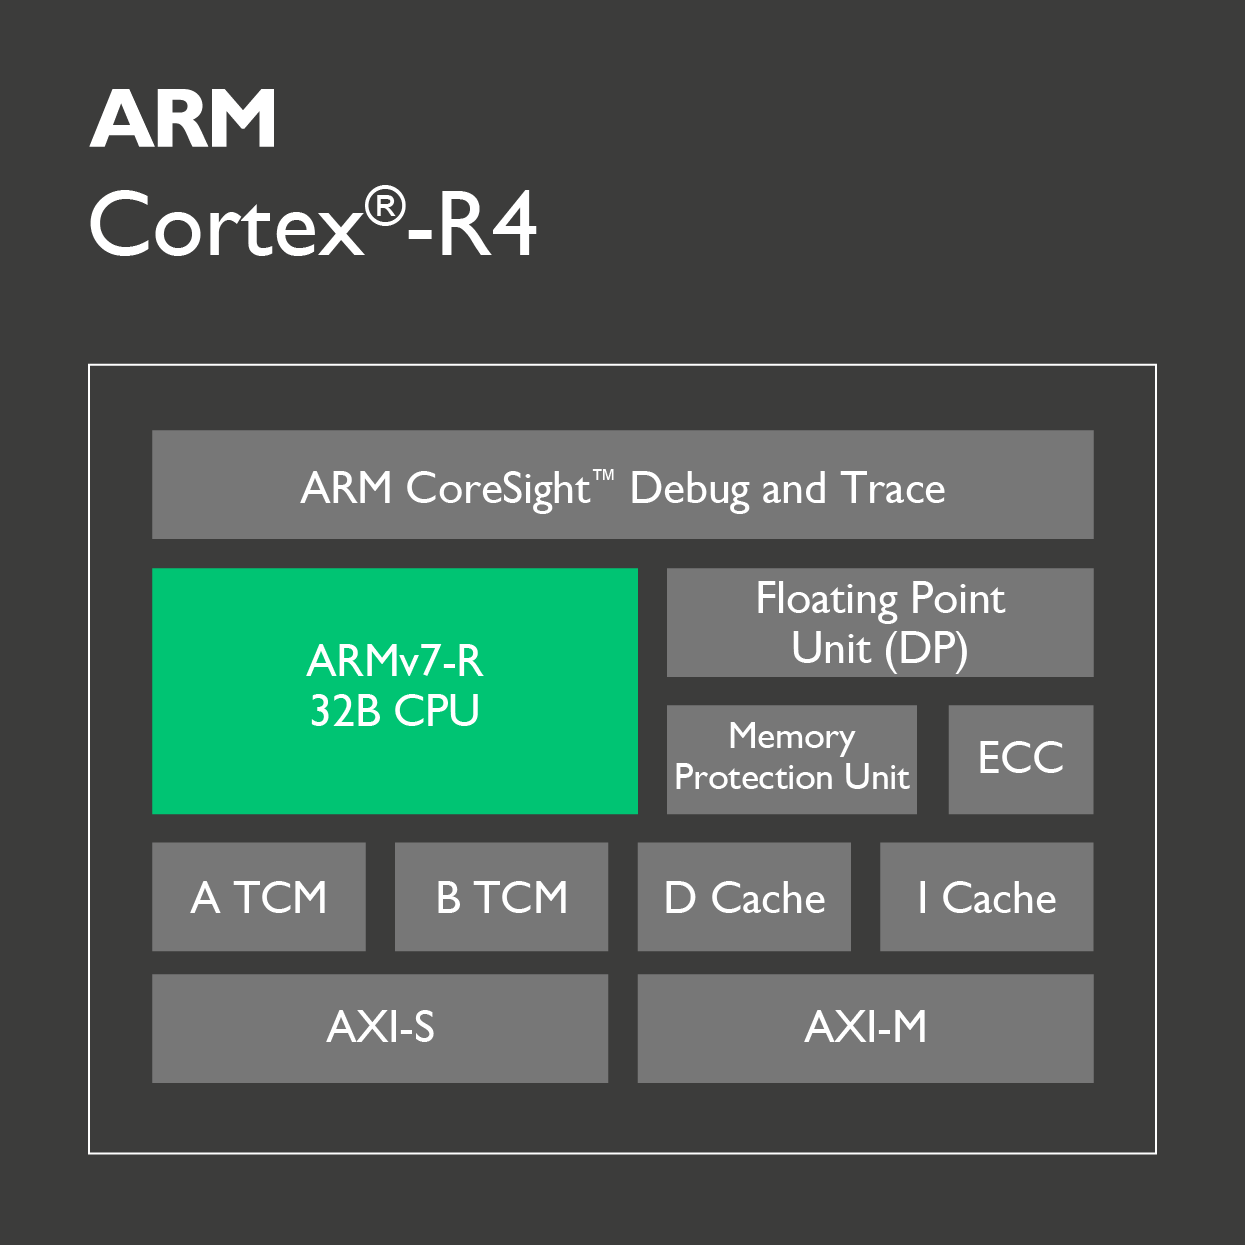 ARM
Cortex®-R4
ARM CoreSight™ Debug and Trace
ARMv7-R
32B CPU
Floating Point
Unit (DP)
Memory
Protection Unit
ECC
A TCM
B TCM
D Cache
I Cache
AXI-S
AXI-M